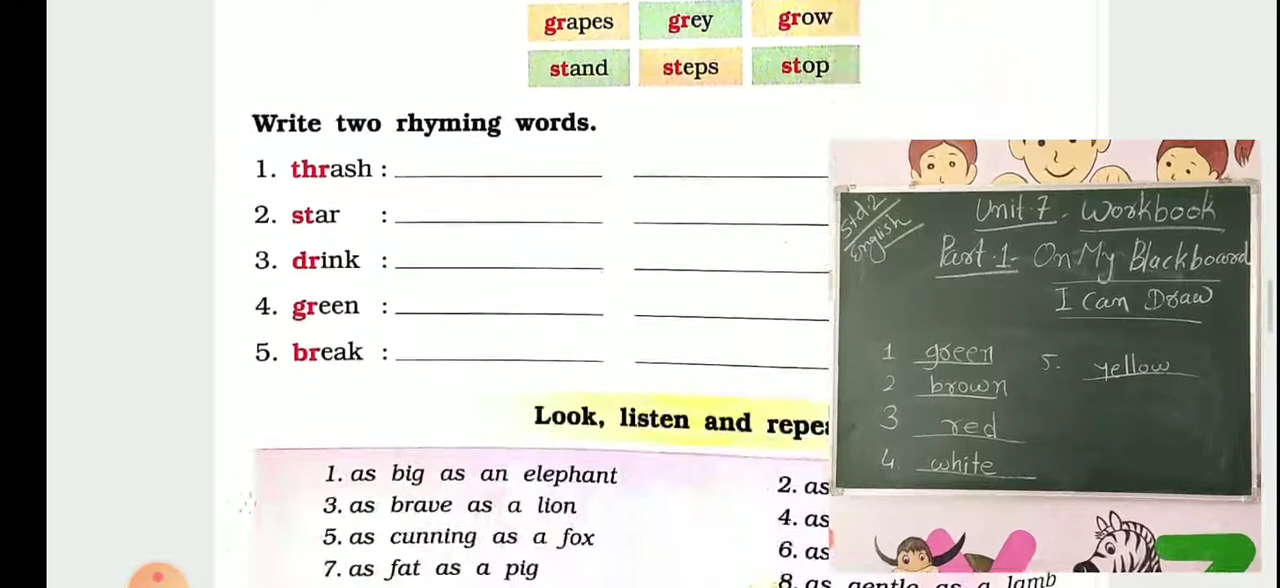 grapes grey grow
stand steps stop
Write two rhyming words.
1. thrash :
2. star :
3. drink :
4. green :
5. break :
Look, listen and repe
1. as big as an elephant
2. as
3. as brave as a lion
4. as
5. as cunning as a fox
6. as
7. as fat as a pig
8. as gentle as a lamb
Std 2
English
Unit 7. Workbook
Part 1- On My Blackboard
I Can Draw
1 green
5. yellow
2 brown
3 red
4. white